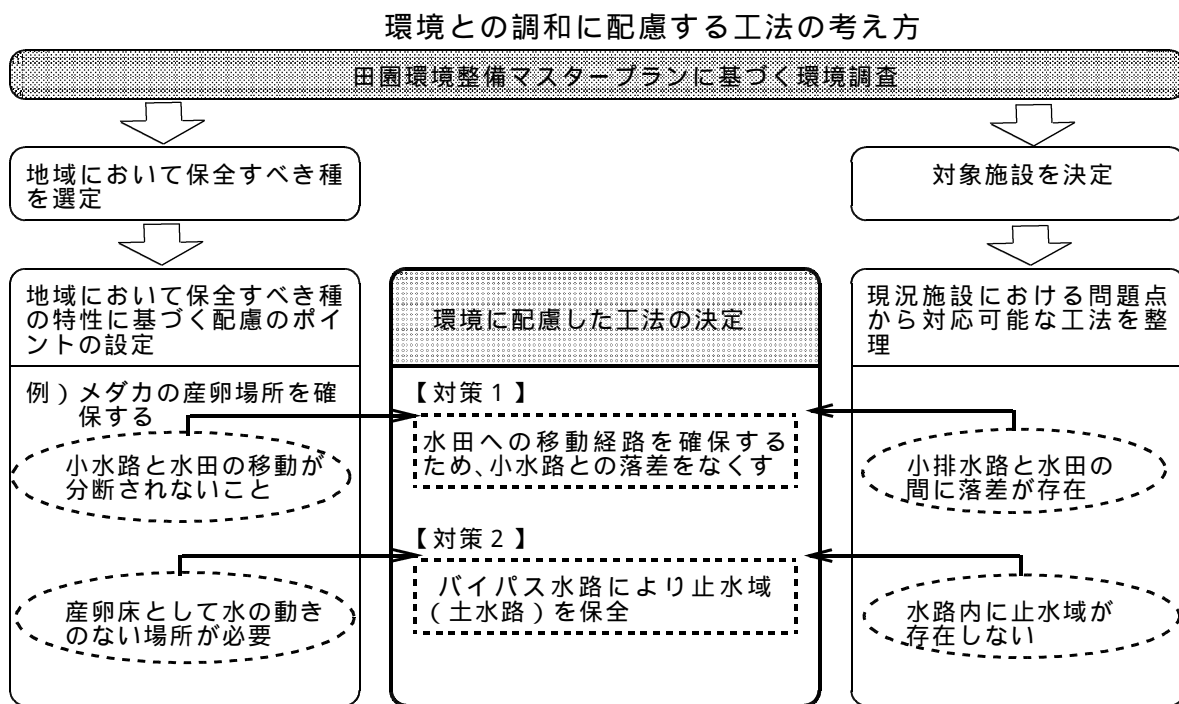 環境との調和に配慮する工法の考え方
田園環境整備マスタープランに基づく環境調査
地域において保全すべき種
を選定
対象施設を決定
地域において保全すべき種
の特性に基づく配慮のポイ
ントの設定
例）メダカの産卵場所を確
保する
小水路と水田の移動が
分断されないこと
産卵床として水の動き
のない場所が必要
環境に配慮した工法の決定
【対策１】
水田への移動経路を確保する
ため、小水路との落差をなくす
【対策２】
バイパス水路により止水域
（土水路）を保全
現況施設における問題点
から対応可能な工法を整
理
小排水路と水田の
間に落差が存在
水路内に止水域が
存在しない